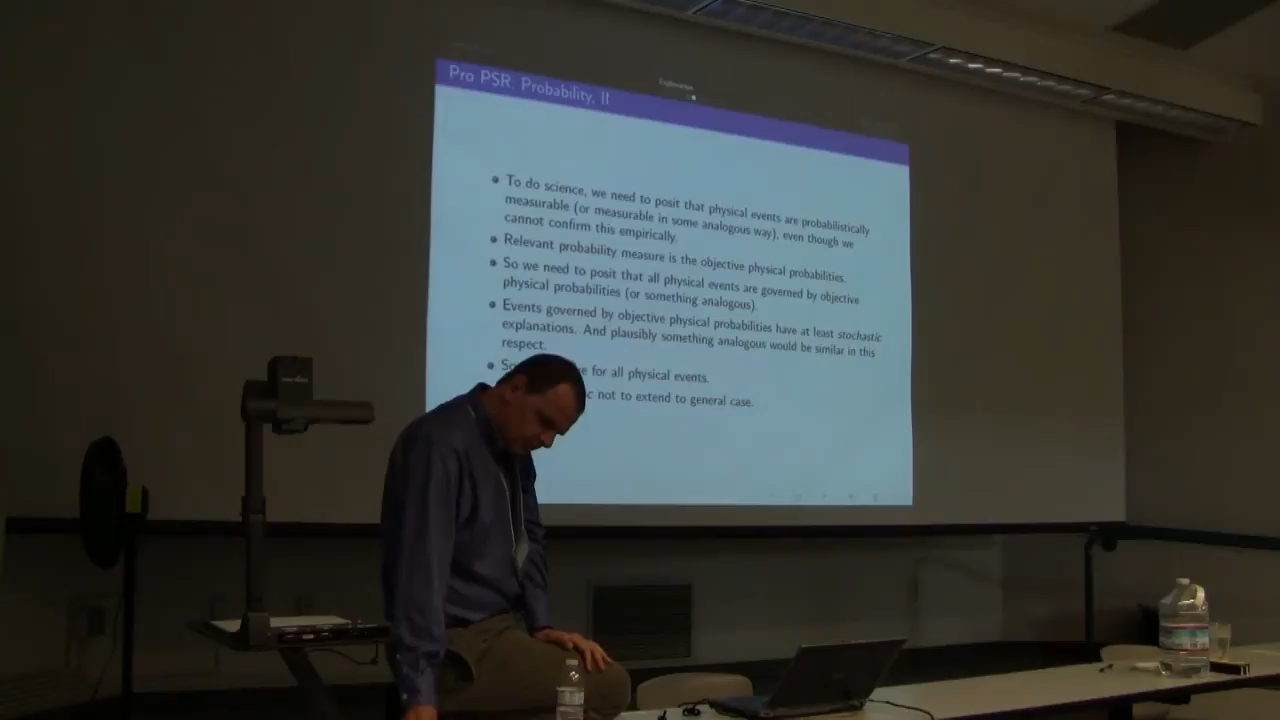 Explanation
Pro PSR: Probability, II
To do science, we need to posit that physical events are probabilistically
measurable (or measurable in some analogous way), even though we
cannot confirm this empirically.
Relevant probability measure is the objective physical probabilities.
So we need to posit that all physical events are governed by objective
physical probabilities (or something analogous).
Events governed by objective physical probabilities have at least stochastic
explanations. And plausibly something analogous would be similar in this
respect.
for all physical events.
not to extend to general case.